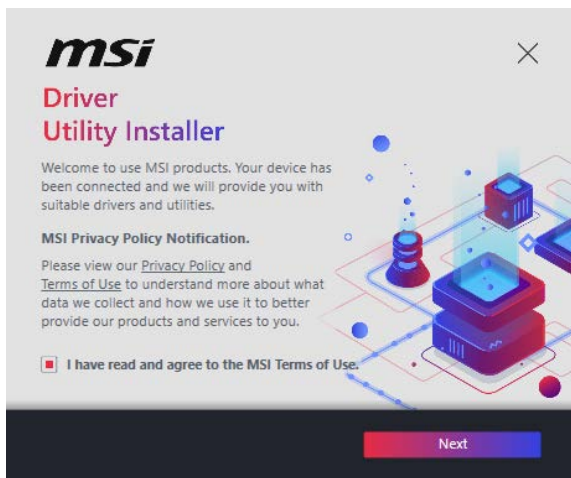 msi
Driver
Utility Installer
Welcome to use MSI products. Your device has
been connected and we will provide you with
suitable drivers and utilities.
MSI Privacy Policy Notification.
Please view our Privacy Policy and
Terms of Use to understand more about what
data we collect and how we use it to better
provide our products and services to you.
I have read and agree to the MSI Terms of Use.
Next